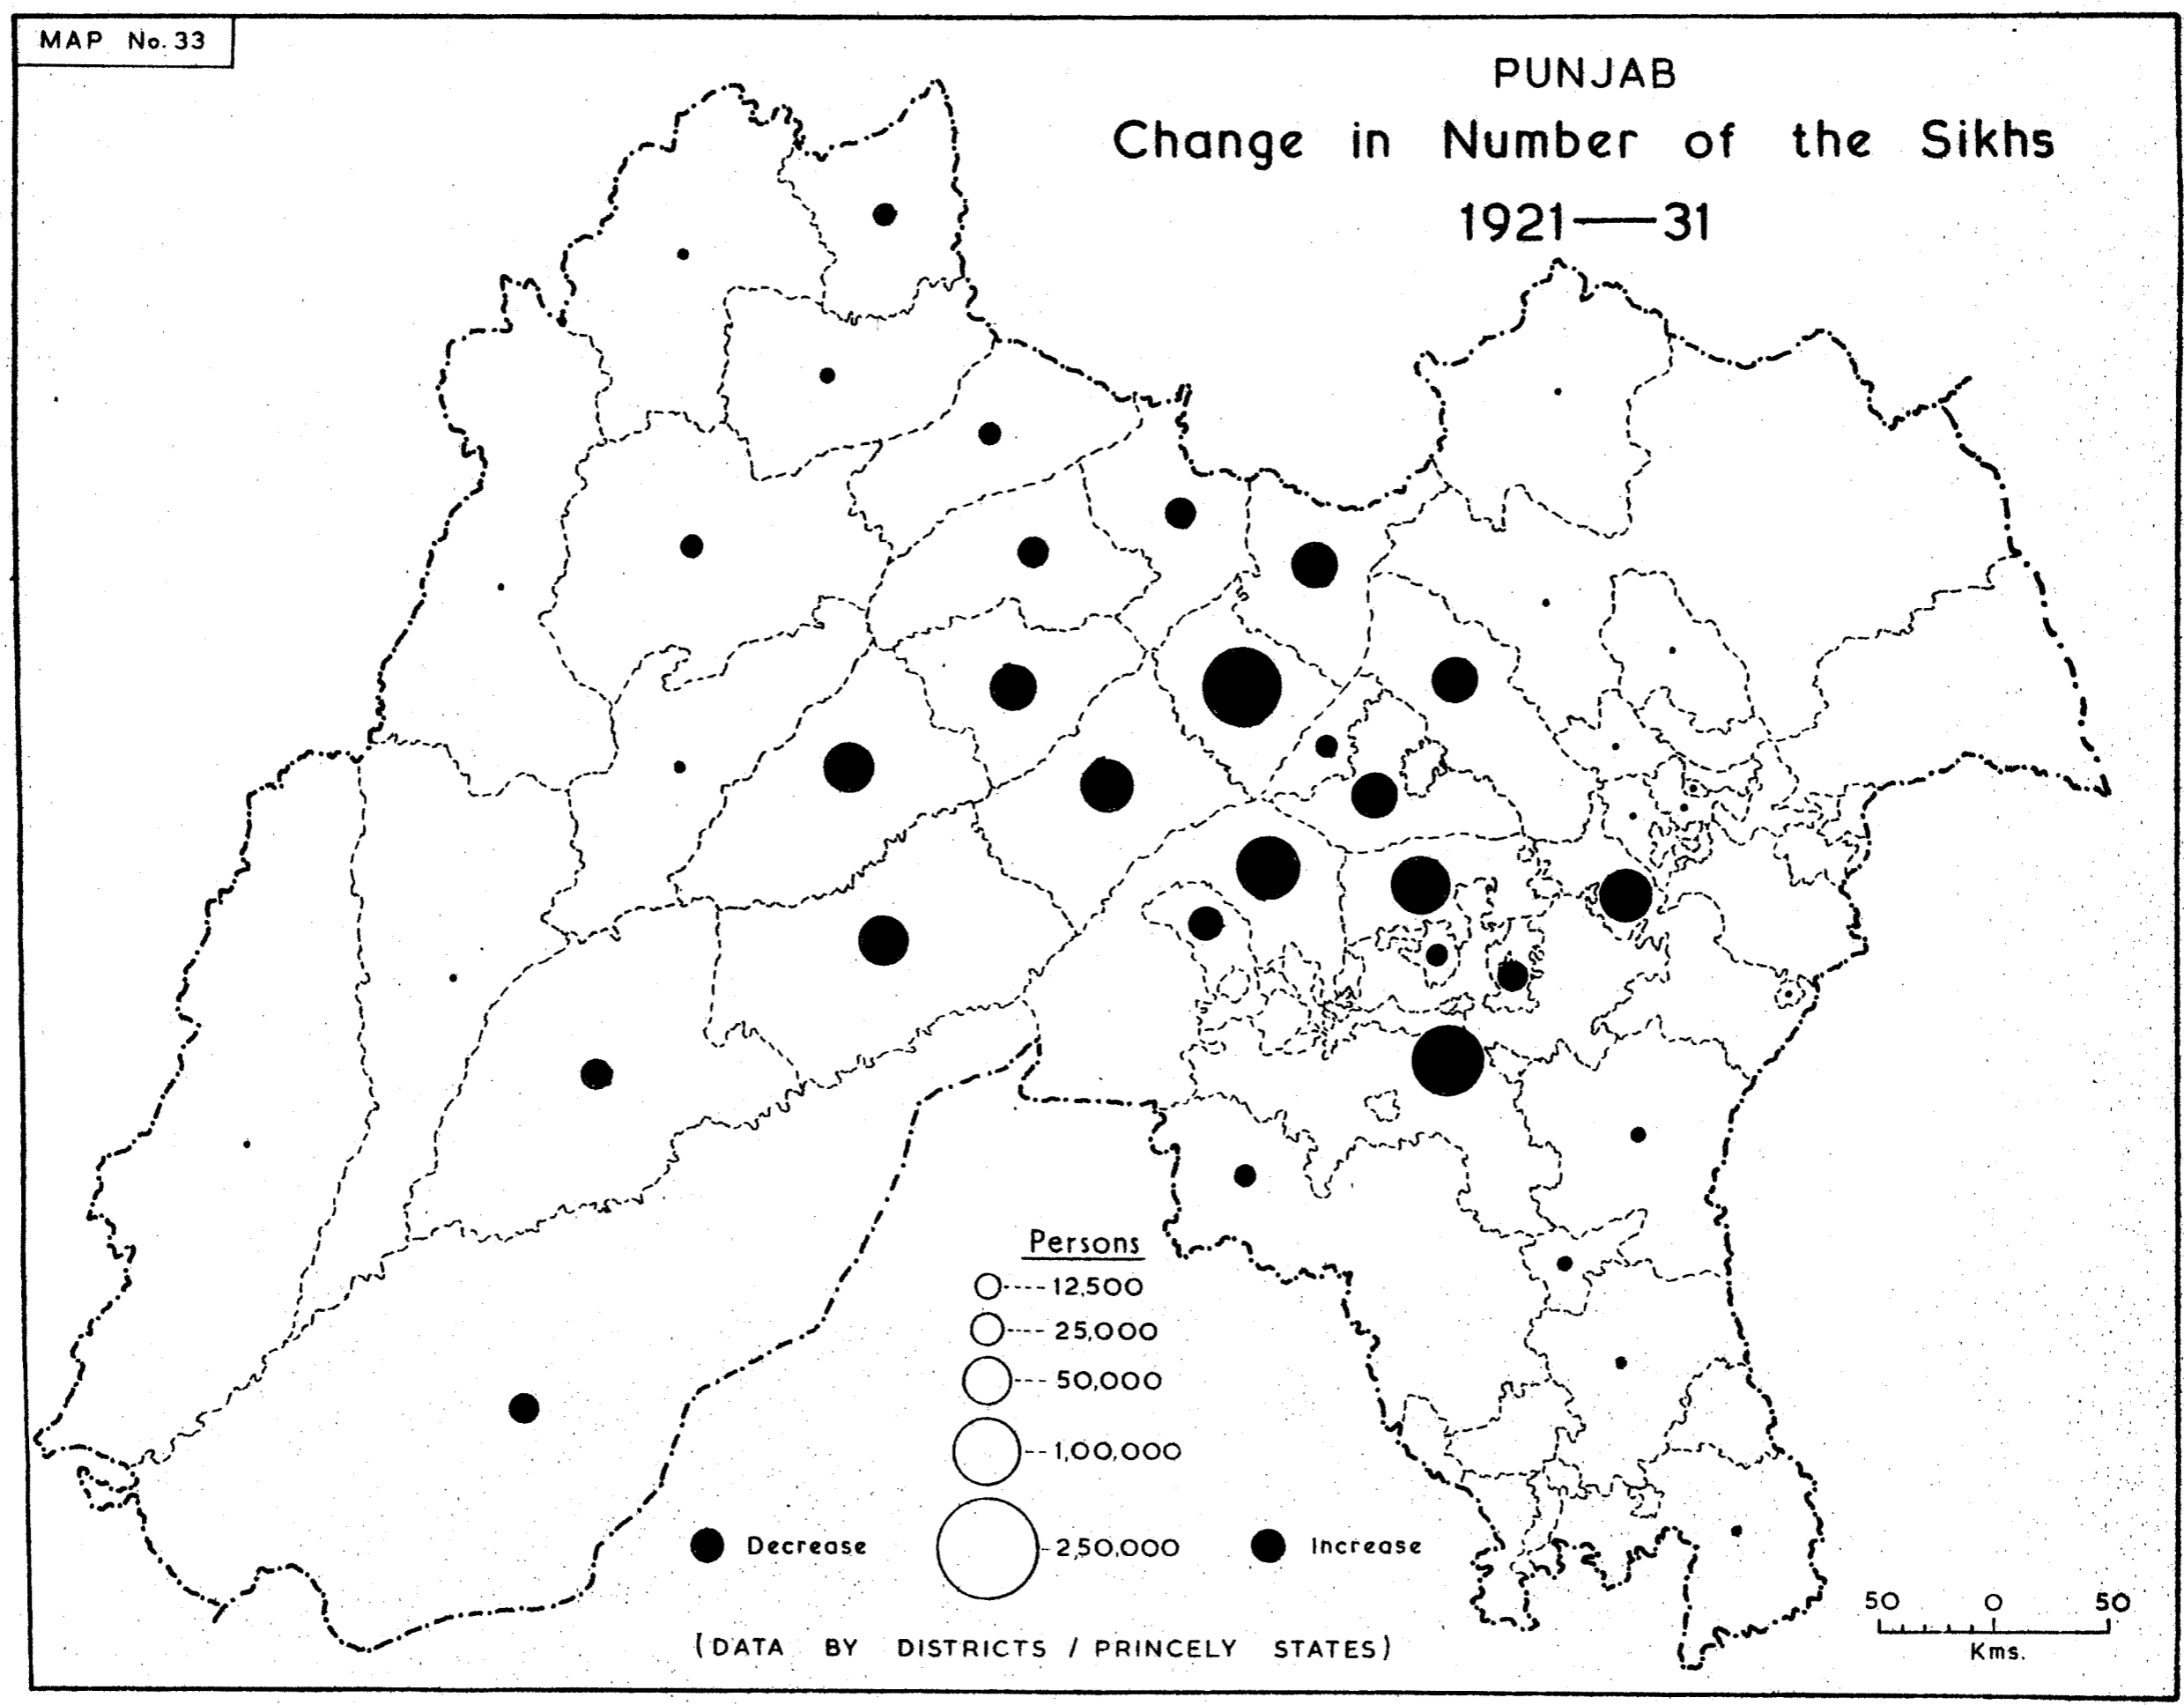 MAP No. 33
PUNJAB
Change in Number of the Sikhs
1921—31
Persons
12,500
25,000
50,000
1,00,000
2,50,000
Decrease
Increase
50 0 50
Kms.
(DATA BY DISTRICTS / PRINCELY STATES)